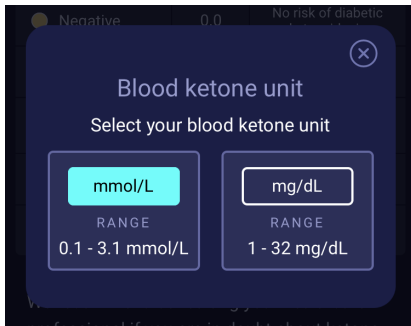 Negative 0.0 No risk of diabetic
Blood ketone unit
Select your blood ketone unit
mmol/L mg/dL
RANGE RANGE
0.1 - 3.1 mmol/L 1 - 32 mg/dL